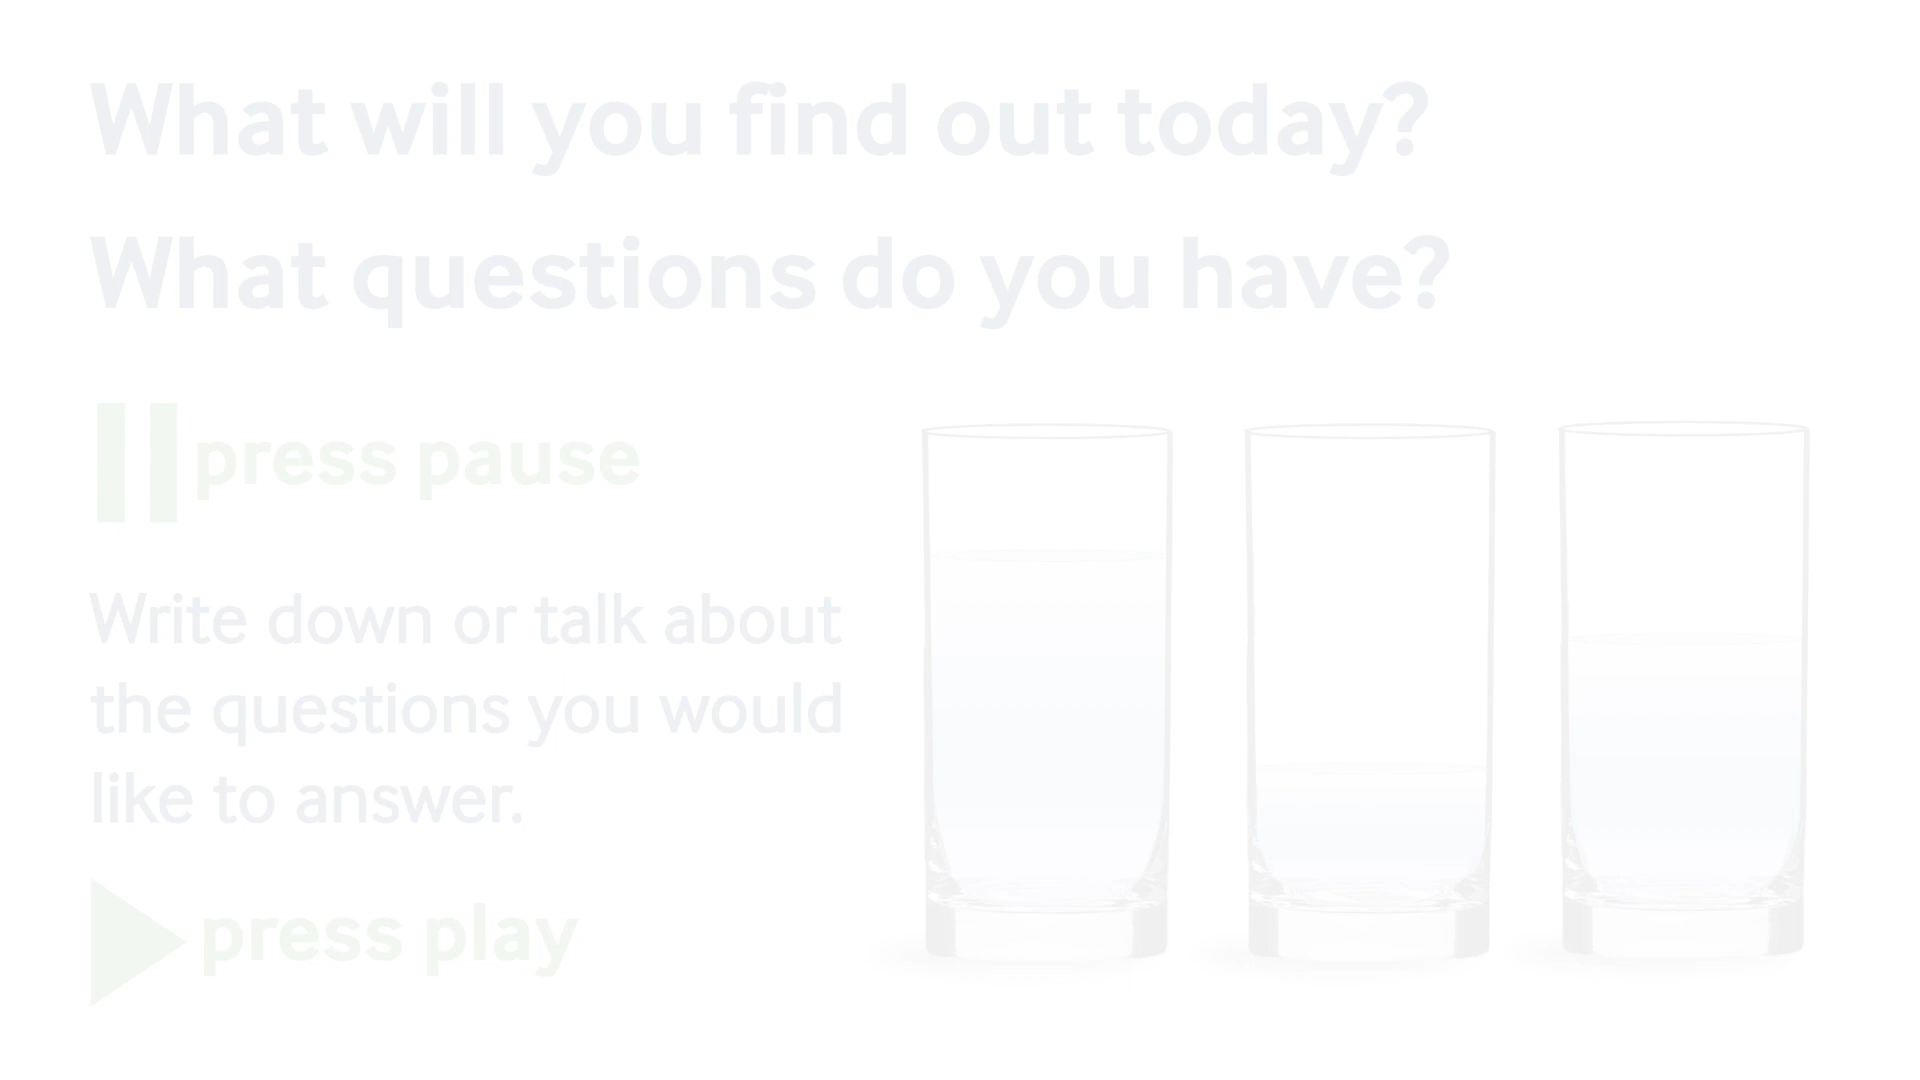 What will you find out today?
What questions do you have?
press pause
Write down or talk about
the questions you would
like to answer.
press play